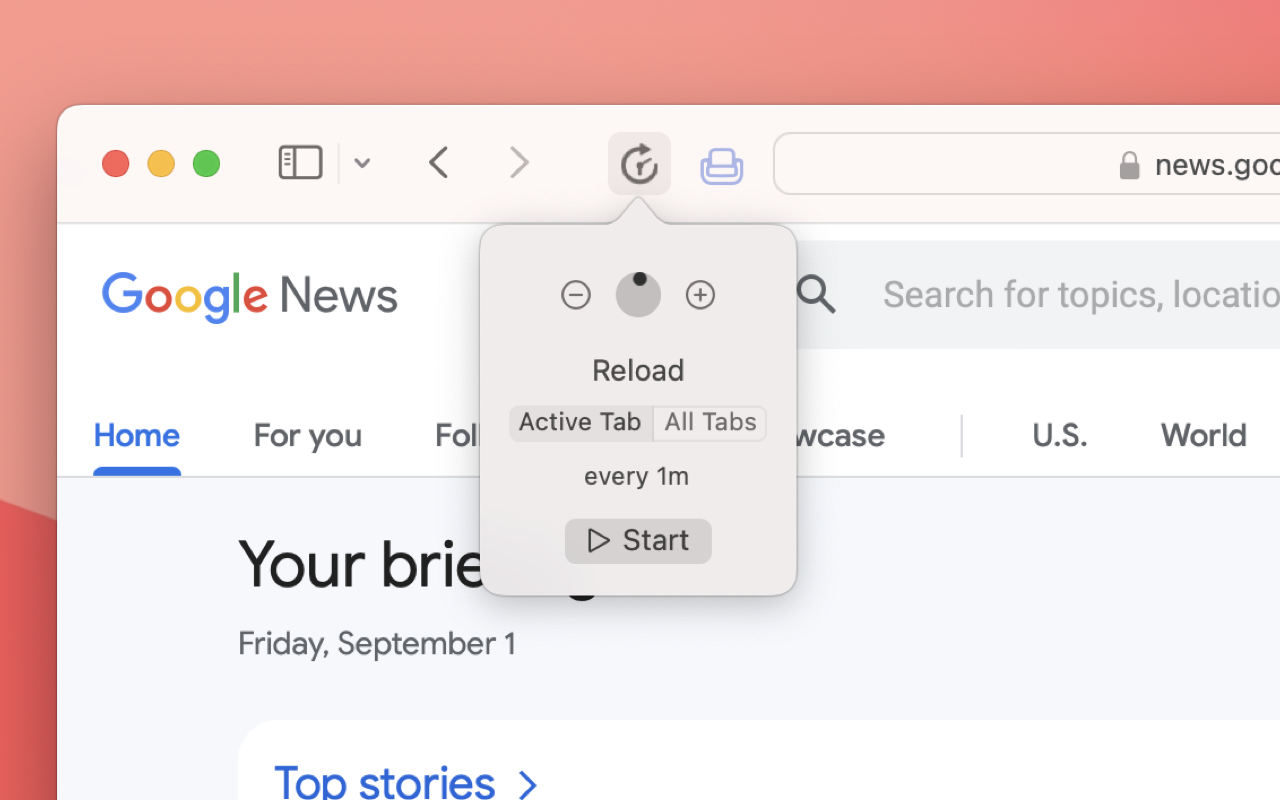 news.goo
Google News
Search for topics, locatio
Reload
Active Tab All Tabs
every 1m
Start
Home For you Foll wcase U.S. World
Your brie g
Friday, September 1
Top stories